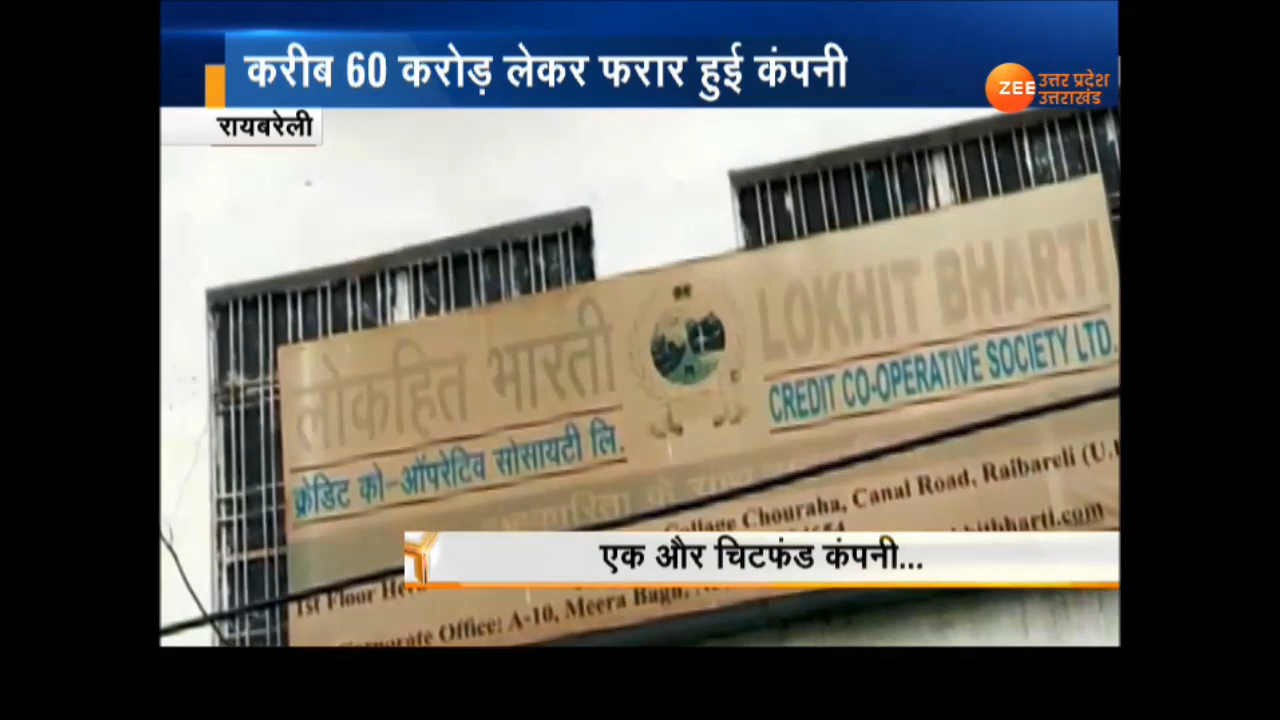 करीब 60 करोड़ लेकर फरार हुई कंपनी
ZEE उत्तर प्रदेश
उत्तराखंड
रायबरेली
लोकहित भारती
क्रेडिट को-ऑपरेटिव सोसायटी लि.
LOKHIT BHARTI
CREDIT CO-OPERATIVE SOCIETY LTD.
Collage Chouraha, Canal Road, Raibareli (U.
1st Floor
Corporate Office: A-10, Meera Bagh,
एक और चिटफंड कंपनी...